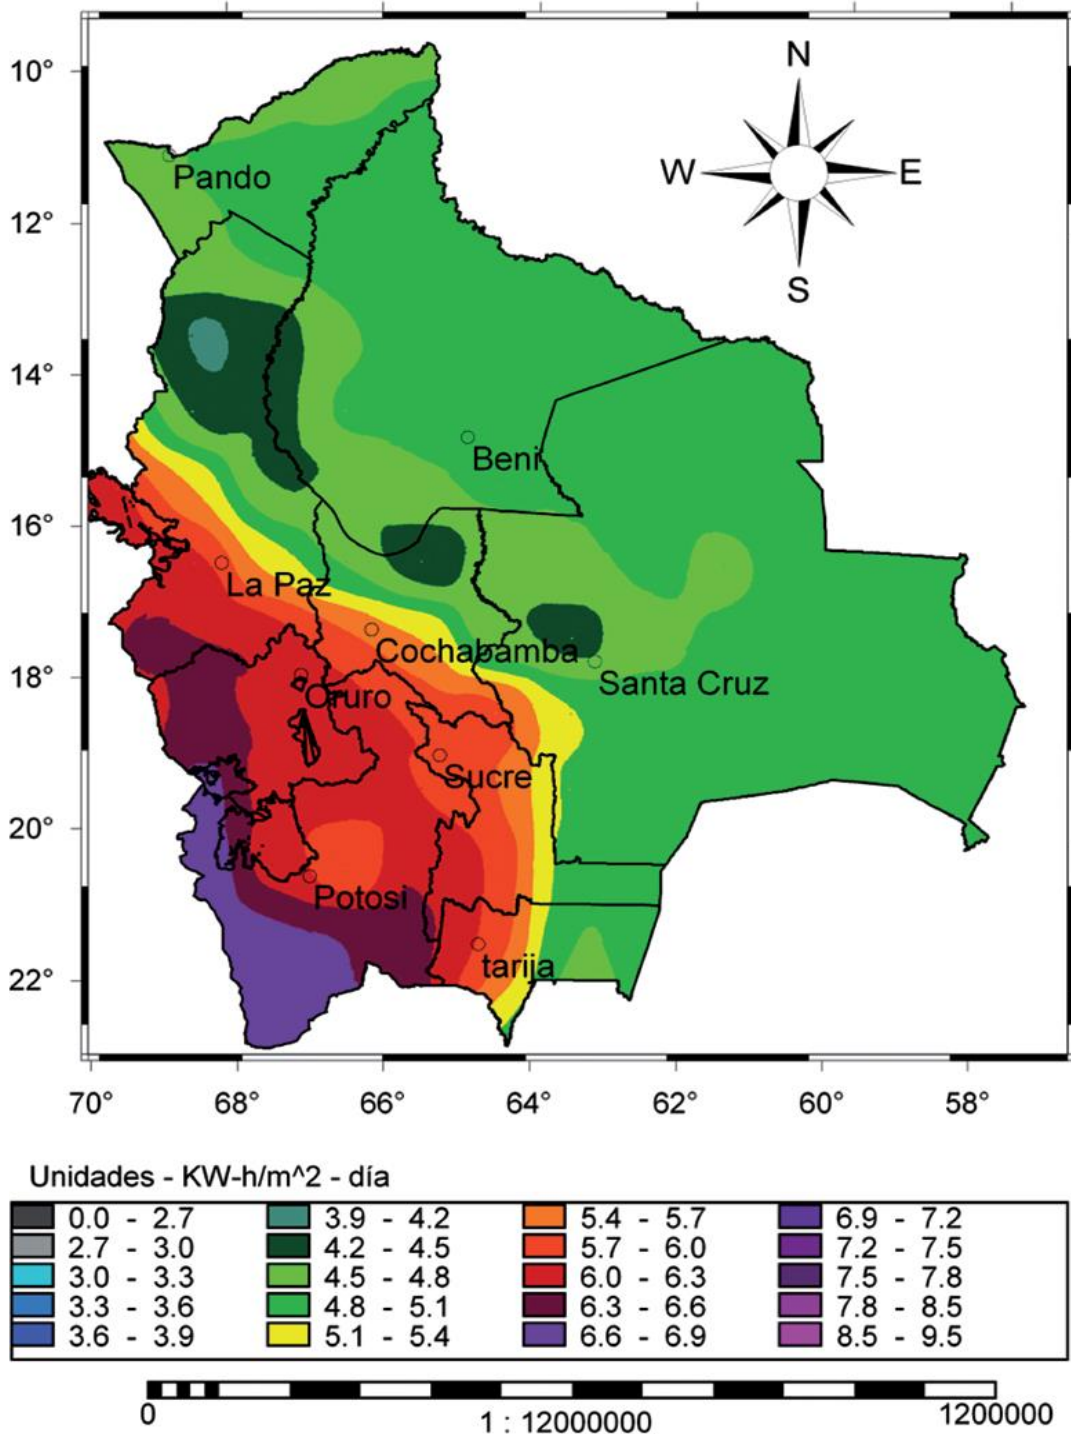 N
10°
W
E
Pando
12°
S
14°
Beni
16°
La Paz
Cochabamba
18°
Santa Cruz
Oruro
Sucre
20°
Potosi
tarija
22°
70° 68° 66° 64° 62° 60° 58°
Unidades - KW-h/m^2 - día
0.0 - 2.7 3.9 - 4.2 5.4 - 5.7 6.9 - 7.2
2.7 - 3.0 4.2 - 4.5 5.7 - 6.0 7.2 - 7.5
3.0 - 3.3 4.5 - 4.8 6.0 - 6.3 7.5 - 7.8
3.3 - 3.6 4.8 - 5.1 6.3 - 6.6 7.8 - 8.5
3.6 - 3.9 5.1 - 5.4 6.6 - 6.9 8.5 - 9.5
0 1 : 12000000 1200000